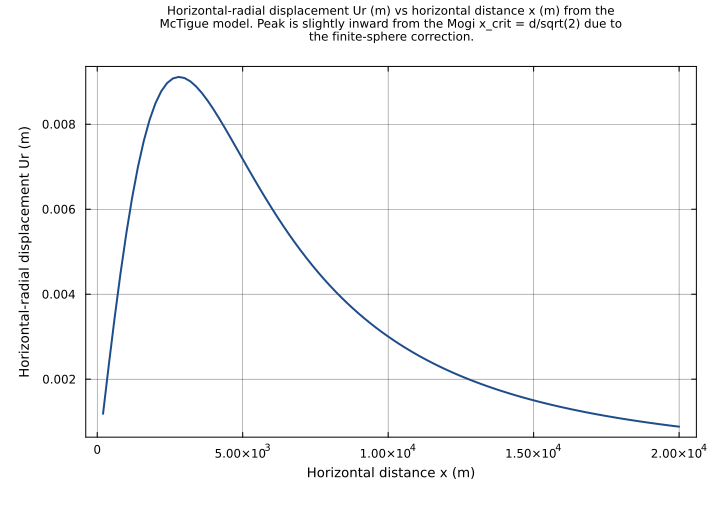 Horizontal-radial displacement Ur (m) vs horizontal distance x (m) from the
McTigue model. Peak is slightly inward from the Mogi x_crit = d/sqrt(2) due to
the finite-sphere correction.
Horizontal-radial displacement Ur (m)
0.008
0.006
0.004
0.002
0
5.00×10³
1.00×10⁴
1.50×10⁴
2.00×10⁴
Horizontal distance x (m)